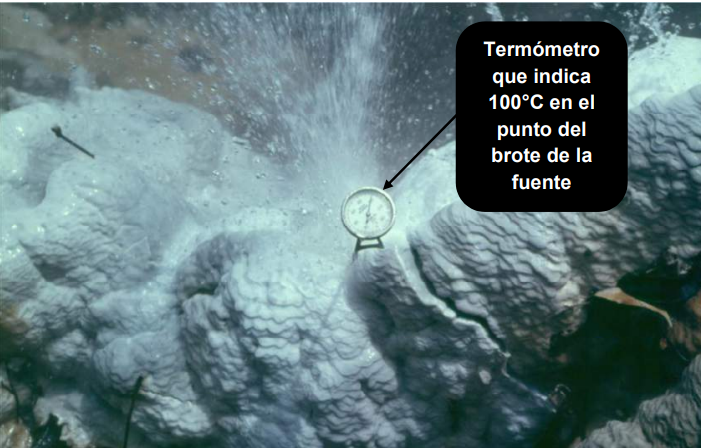 Termómetro
que indica
100°C en el
punto del
brote de la
fuente